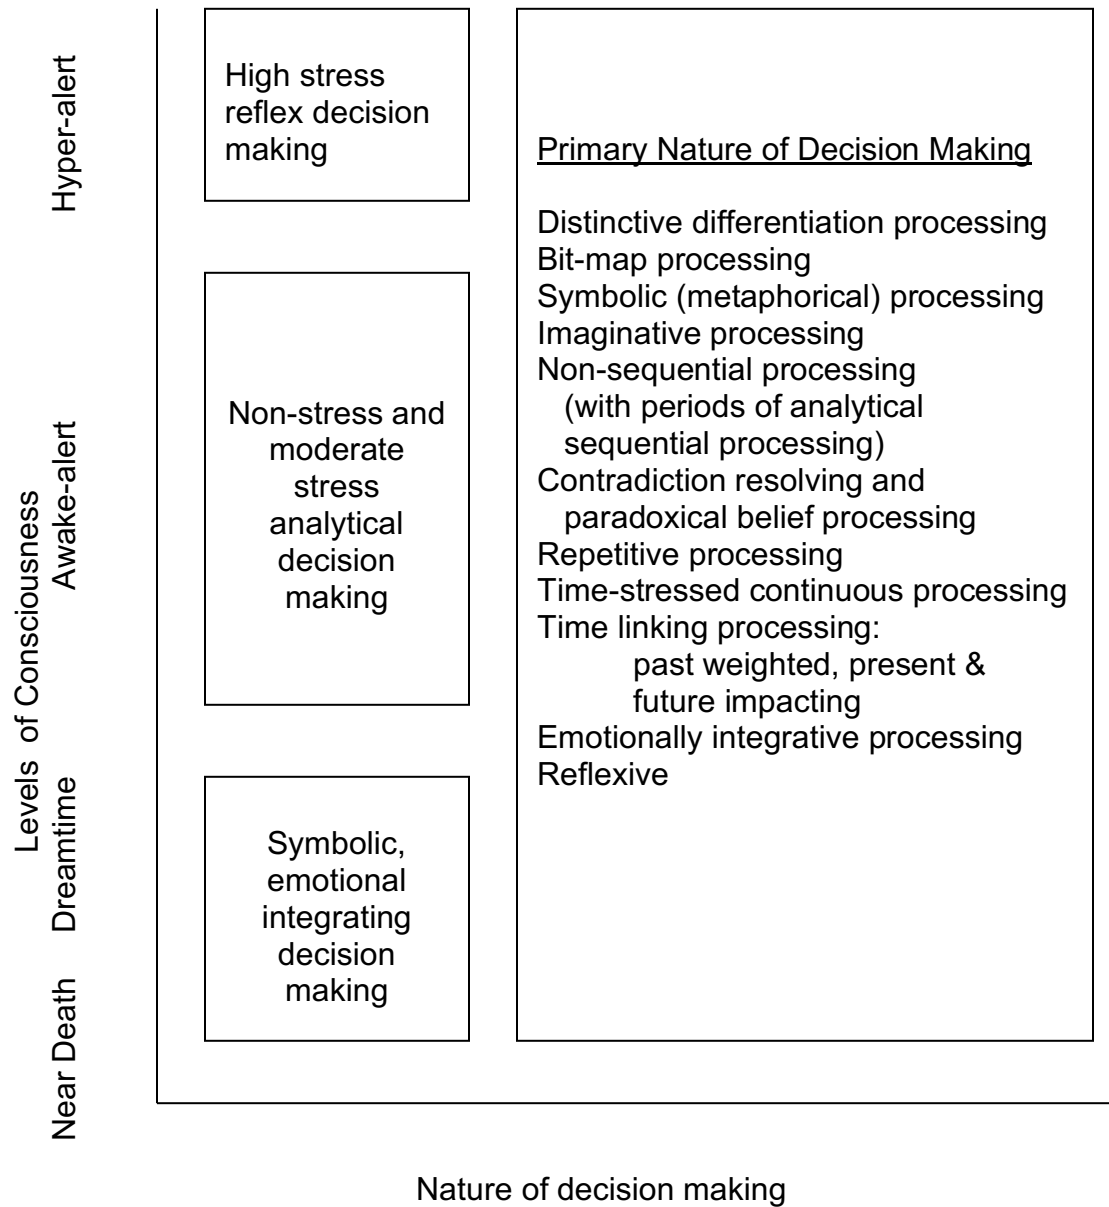 High stress
reflex decision
making
Non-stress and
moderate
stress
analytical
decision
making
Symbolic,
emotional
integrating
decision
making
Primary Nature of Decision Making
Distinctive differentiation processing
Bit-map processing
Symbolic (metaphorical) processing
Imaginative processing
Non-sequential processing
(with periods of analytical
sequential processing)
Contradiction resolving and
paradoxical belief processing
Repetitive processing
Time-stressed continuous processing
Time linking processing:
past weighted, present &
future impacting
Emotionally integrative processing
Reflexive
Levels of Consciousness
Near Death Dreamtime Awake-alert Hyper-alert
Nature of decision making